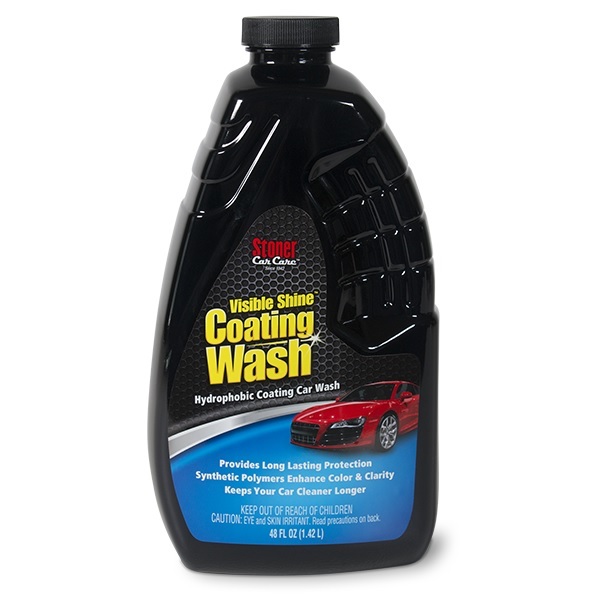 Stoner
Car Care™
Since 1942
Visible Shine™
Coating
Wash
Hydrophobic Coating Car Wash
Provides Long Lasting Protection
Synthetic Polymers Enhance Color & Clarity
Keeps Your Car Cleaner Longer
KEEP OUT OF REACH OF CHILDREN
CAUTION: EYE and SKIN IRRITANT. Read precautions on back.
48 FL OZ (1.42 L)